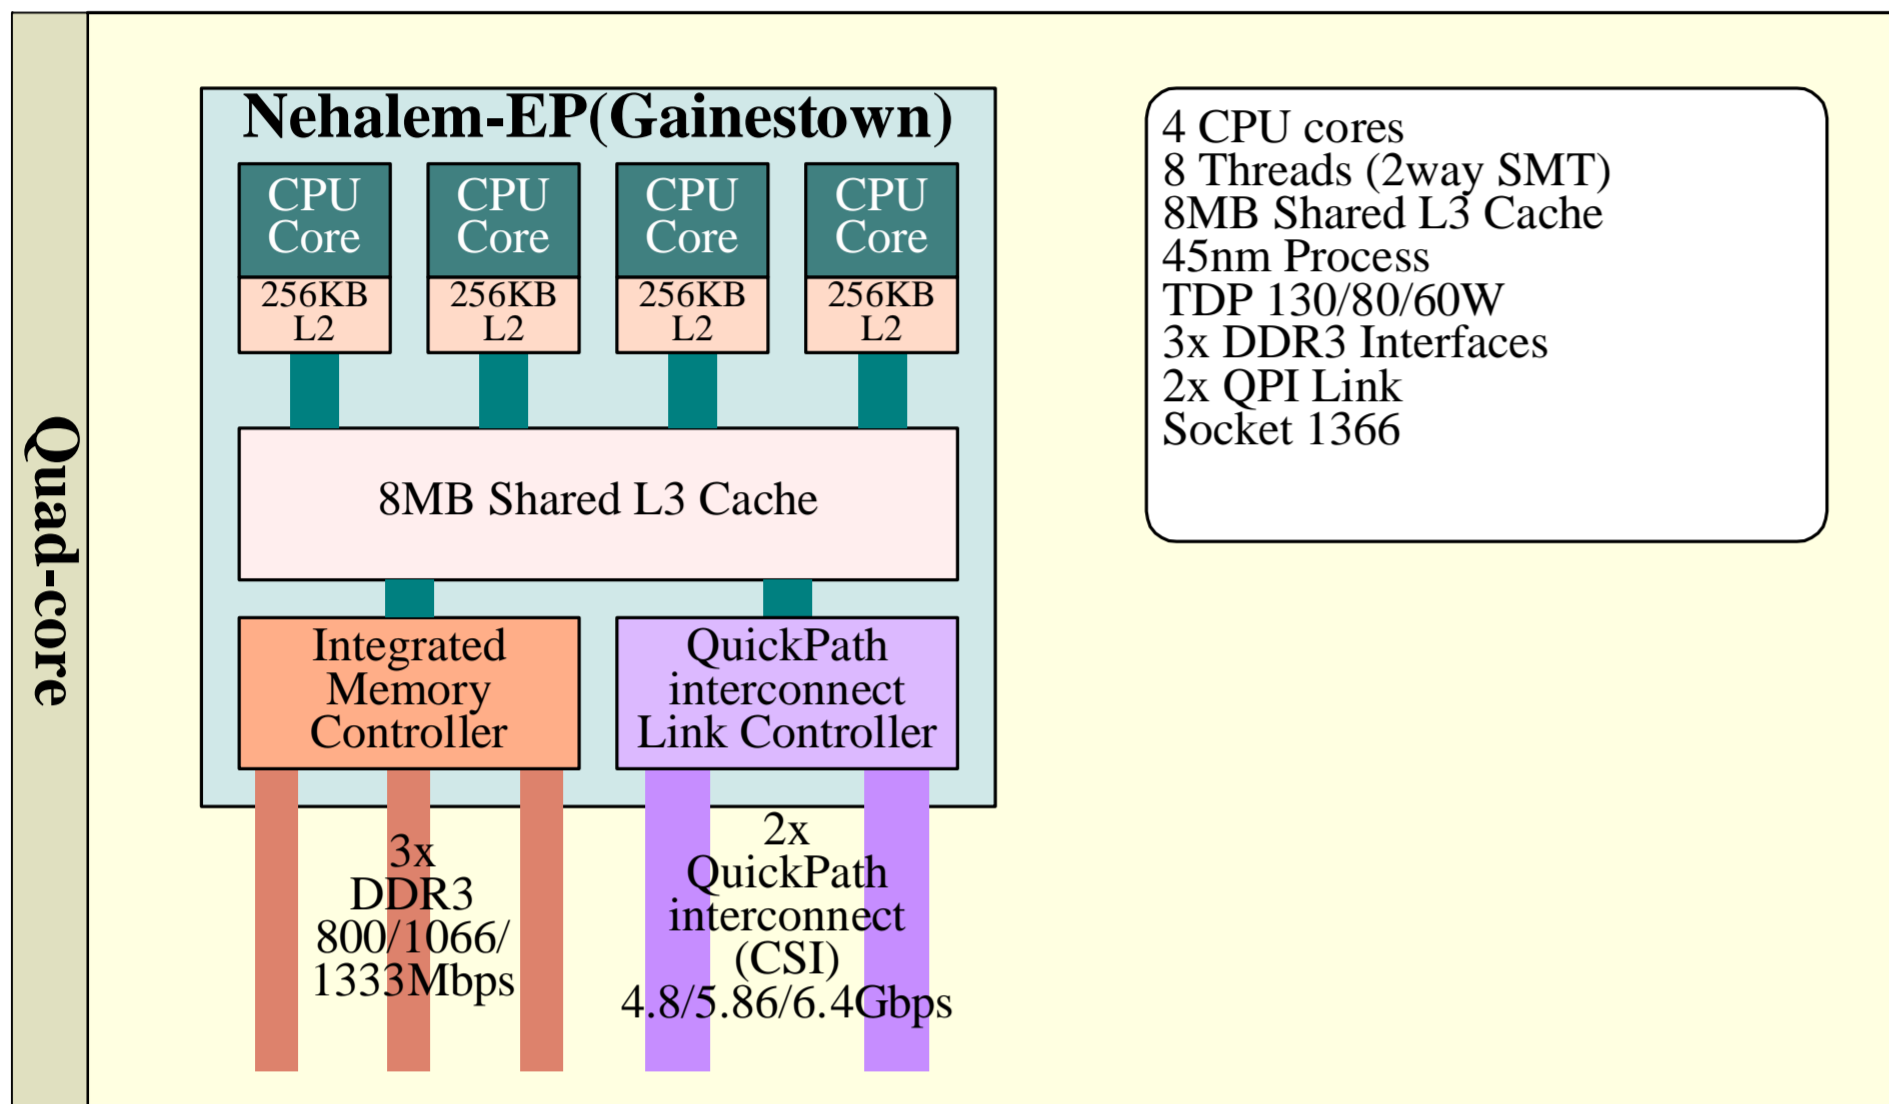 Quad-core
Nehalem-EP(Gainestown)
CPU
Core
256KB
L2
CPU
Core
256KB
L2
CPU
Core
256KB
L2
CPU
Core
256KB
L2
8MB Shared L3 Cache
Integrated
Memory
Controller
QuickPath
interconnect
Link Controller
3x
DDR3
800/1066/
1333Mbps
2x
QuickPath
interconnect
(CSI)
4.8/5.86/6.4Gbps
4 CPU cores
8 Threads (2way SMT)
8MB Shared L3 Cache
45nm Process
TDP 130/80/60W
3x DDR3 Interfaces
2x QPI Link
Socket 1366